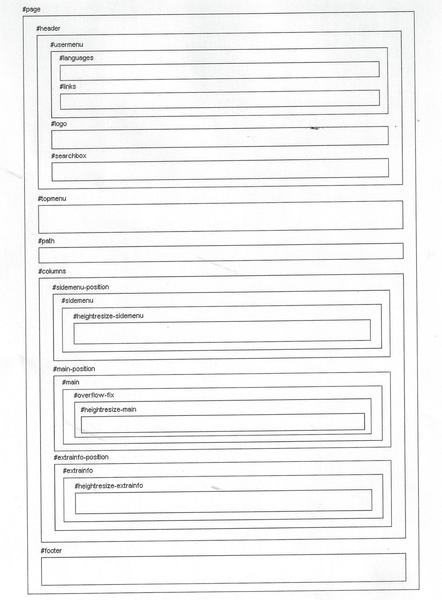 #page
#header
#usermenu
#languages
#links
#logo
#searchbox
#topmenu
#path
#columns
#sidemenu-position
#sidemenu
#heightresize-sidemenu
#main-position
#main
#overflow-fix
#heightresize-main
#extrainfo-position
#extrainfo
#heightresize-extrainfo
#footer